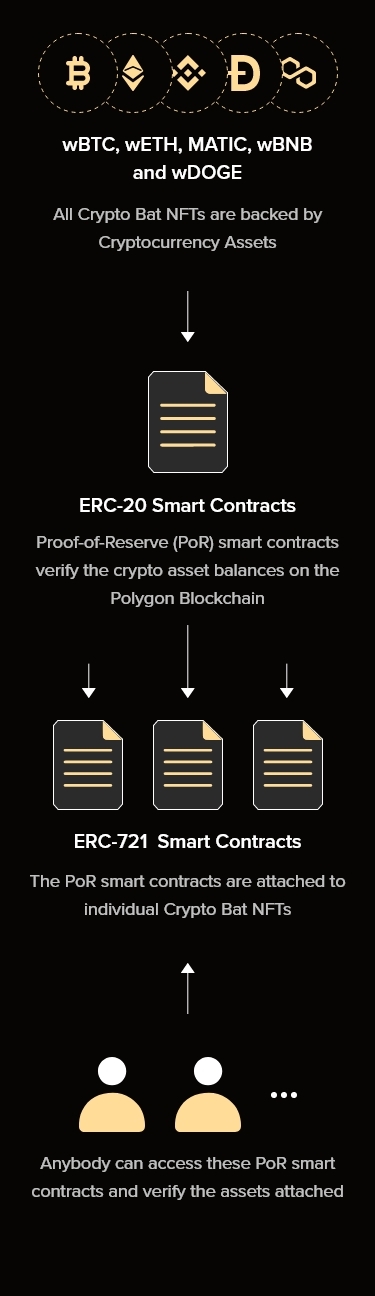 wBTC, wETH, MATIC, wBNB
and wDOGE
All Crypto Bat NFTs are backed by
Cryptocurrency Assets
ERC-20 Smart Contracts
Proof-of-Reserve (PoR) smart contracts
verify the crypto asset balances on the
Polygon Blockchain
ERC-721 Smart Contracts
The PoR smart contracts are attached to
individual Crypto Bat NFTs
Anybody can access these PoR smart
contracts and verify the assets attached